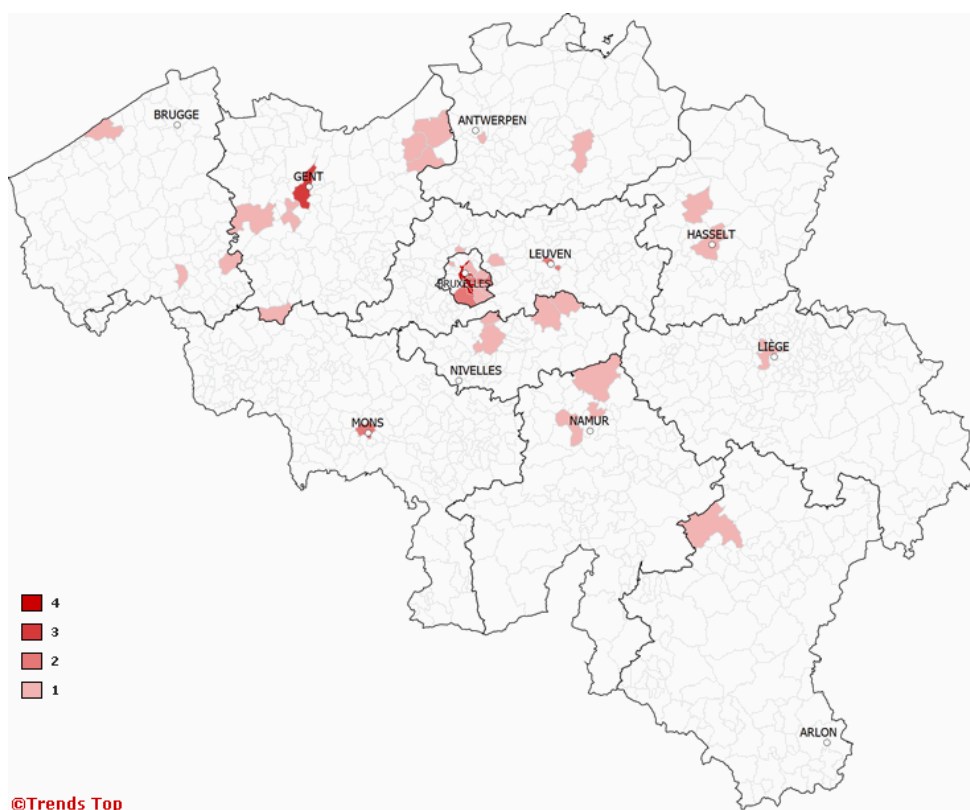 BRUGGE
ANTWERPEN
GENT
HASSELT
LEUVEN
BRUXELLES
LIÈGE
NIVELLES
NAMUR
MONS
4
3
2
1
ARLON
©Trends Top